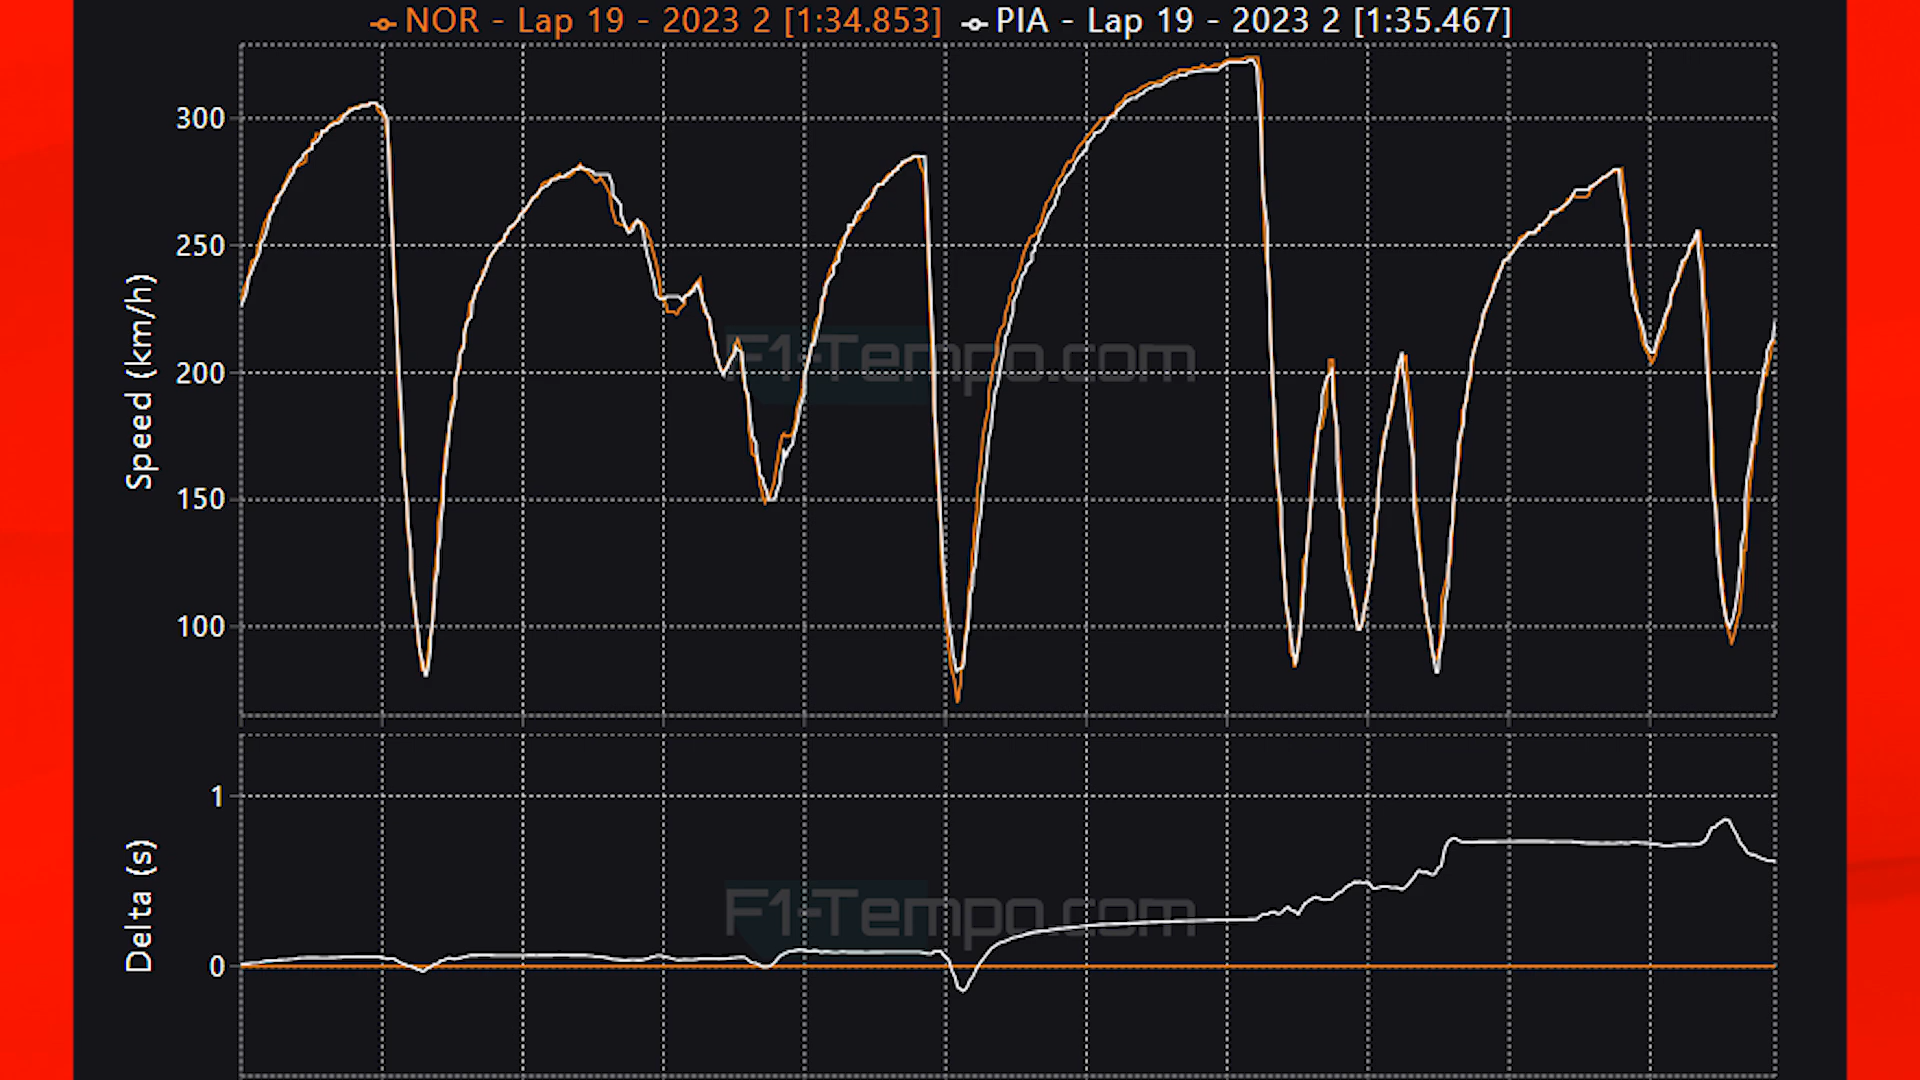 NOR - Lap 19 - 2023 2 [1:34.853] PIA - Lap 19 - 2023 2 [1:35.467]
300
250
200
150
100
Speed (km/h)
F1-Tempo.com
1
0
Delta (s)
F1-Tempo.com